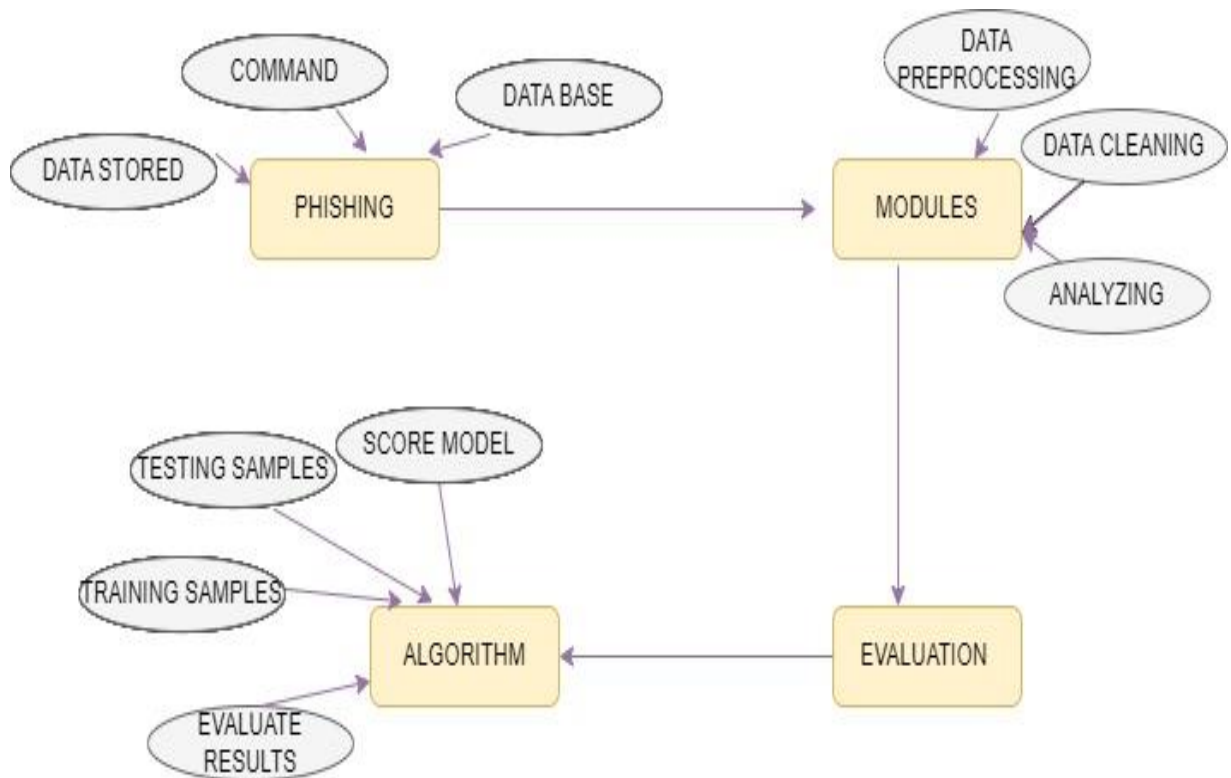 COMMAND
DATA BASE
DATA STORED
PHISHING
DATA
PREPROCESSING
DATA CLEANING
MODULES
ANALYZING
SCORE MODEL
TESTING SAMPLES
TRAINING SAMPLES
ALGORITHM
EVALUATION
EVALUATE
RESULTS